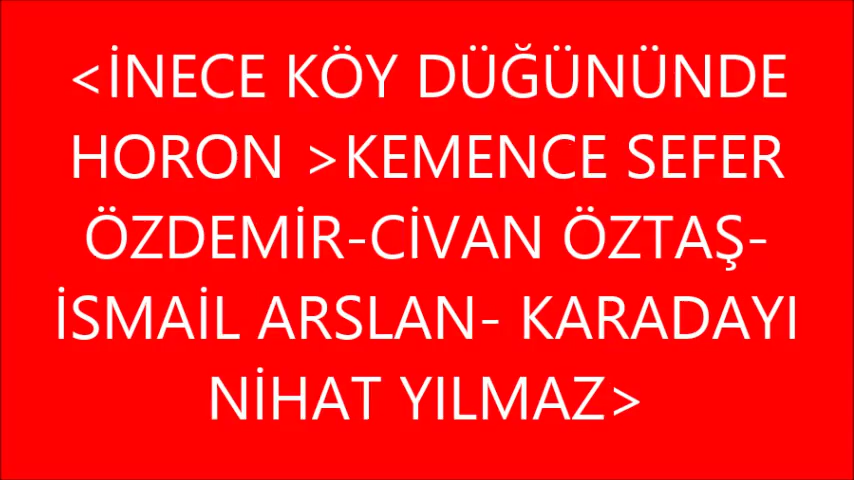 <İNECE KÖY DÜĞÜNÜNDE
HORON >KEMENCE SEFER
ÖZDEMİR-CİVAN ÖZTAŞ-
İSMAİL ARSLAN- KARADAYI
NİHAT YILMAZ>